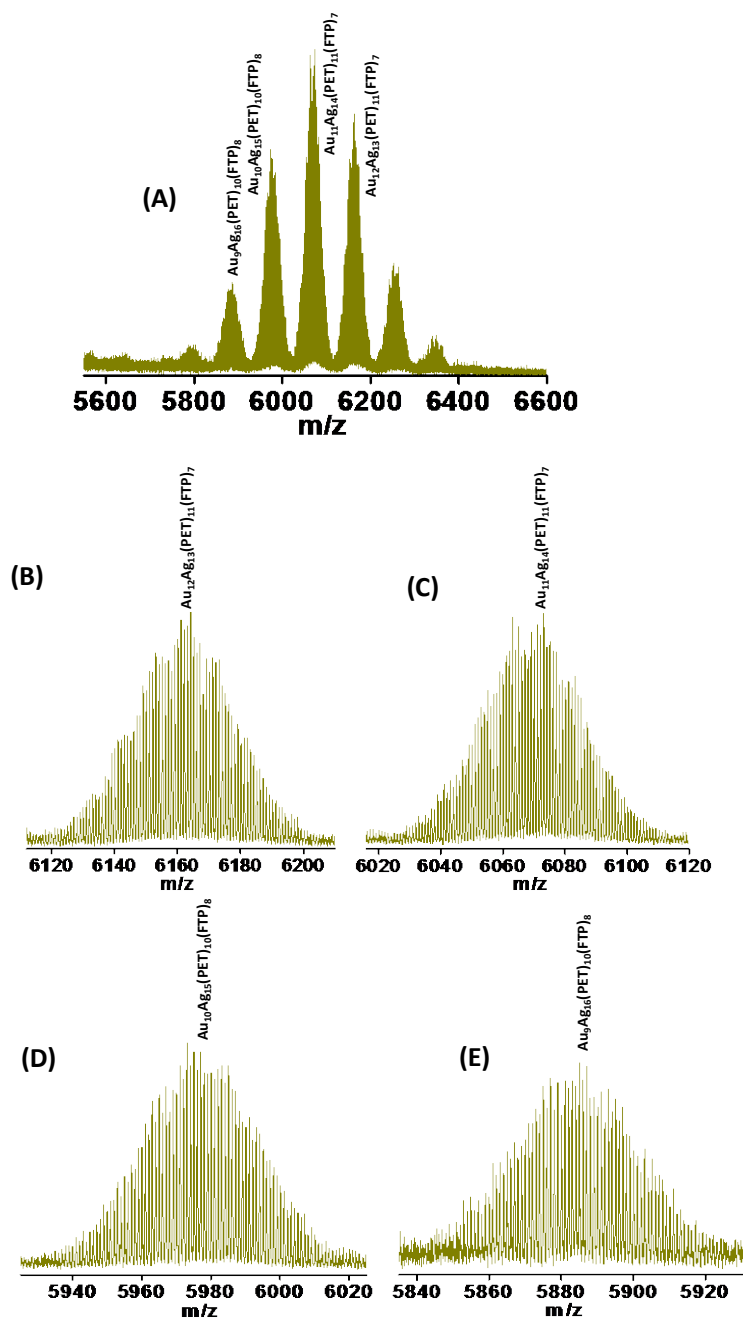 (A)
Au₉Ag₁₆(PET)₁₀(FTP)₈
Au₁₀Ag₁₅(PET)₁₀(FTP)₈
Au₁₁Ag₁₄(PET)₁₁(FTP)₇
Au₁₂Ag₁₃(PET)₁₁(FTP)₇
5600 5800 6000 6200 6400 6600
m/z
(B)
Au₁₂Ag₁₃(PET)₁₁(FTP)₇
6120 6140 6160 6180 6200
m/z
(C)
Au₁₁Ag₁₄(PET)₁₁(FTP)₇
6020 6040 6060 6080 6100 6120
m/z
(D)
Au₁₀Ag₁₅(PET)₁₀(FTP)₈
5940 5960 5980 6000 6020
m/z
(E)
Au₉Ag₁₆(PET)₁₀(FTP)₈
5840 5860 5880 5900 5920
m/z